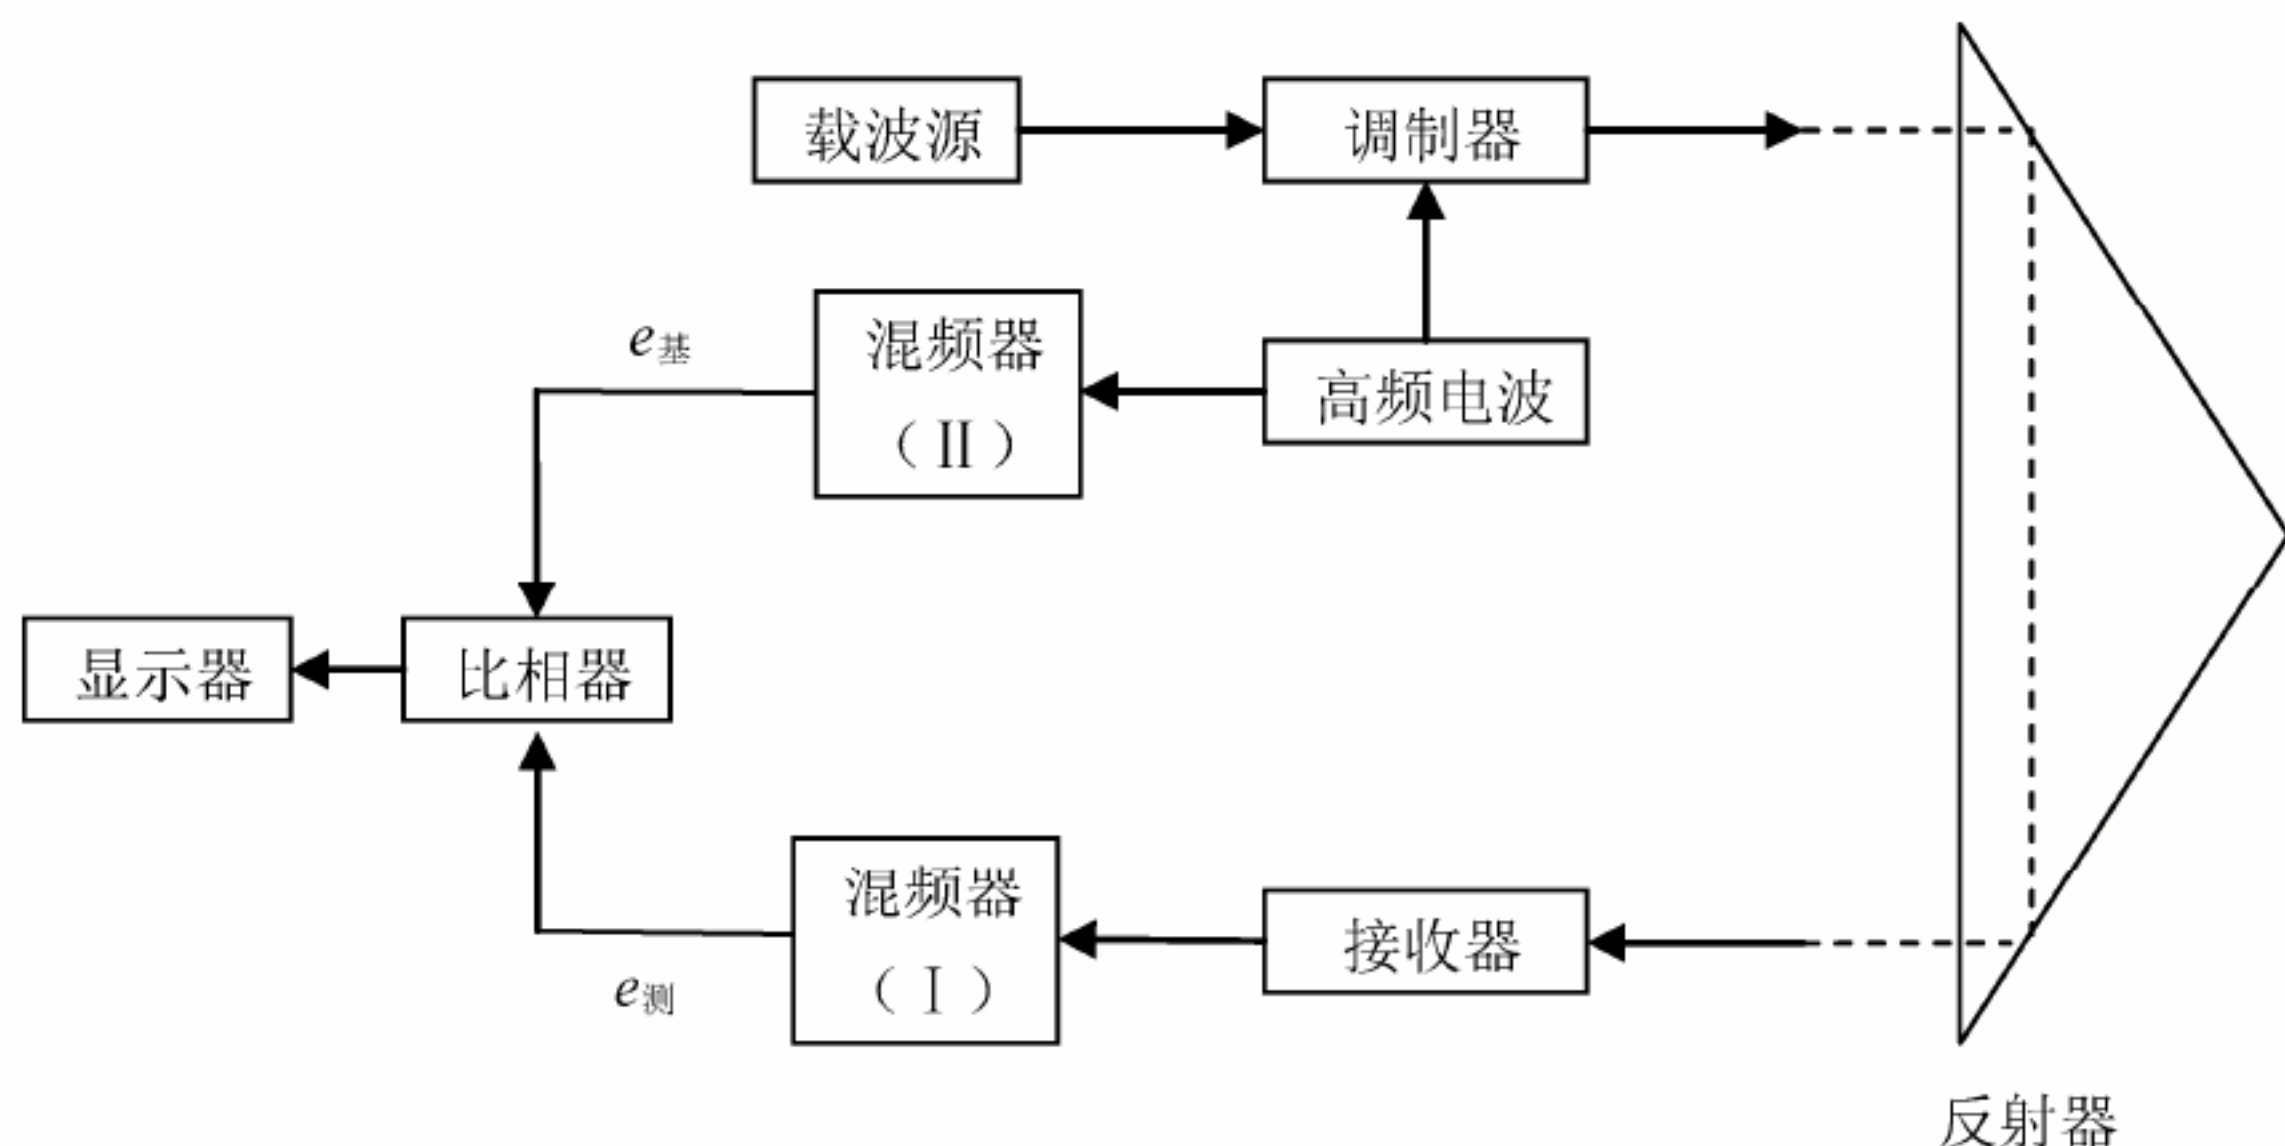 载波源
调制器
e基
混频器
（Ⅱ）
高频电波
显示器
比相器
混频器
（Ⅰ）
接收器
e测
反射器